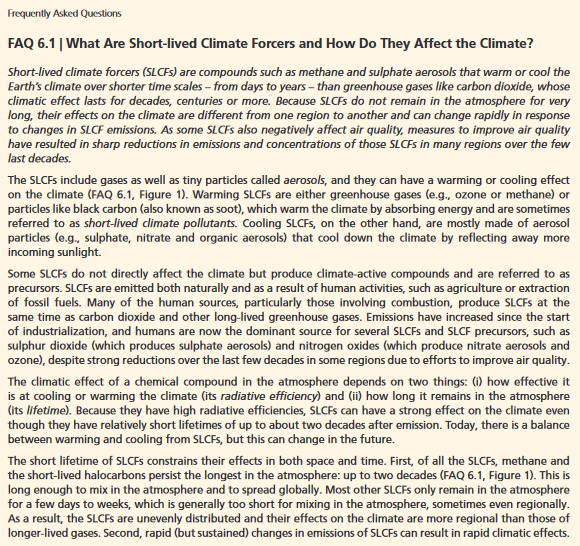 Frequently Asked Questions
FAQ 6.1 | What Are Short-lived Climate Forcers and How Do They Affect the Climate?
Short-lived climate forcers (SLCFs) are compounds such as methane and sulphate aerosols that warm or cool the
Earth's climate over shorter time scales – from days to years – than greenhouse gases like carbon dioxide, whose
climatic effect lasts for decades, centuries or more. Because SLCFs do not remain in the atmosphere for very
long, their effects on the climate are different from one region to another and can change rapidly in response
to changes in SLCF emissions. As some SLCFs also negatively affect air quality, measures to improve air quality
have resulted in sharp reductions in emissions and concentrations of those SLCFs in many regions over the few
last decades.
The SLCFs include gases as well as tiny particles called aerosols, and they can have a warming or cooling effect
on the climate (FAQ 6.1, Figure 1). Warming SLCFs are either greenhouse gases (e.g., ozone or methane) or
particles like black carbon (also known as soot), which warm the climate by absorbing energy and are sometimes
referred to as short-lived climate pollutants. Cooling SLCFs, on the other hand, are mostly made of aerosol
particles (e.g., sulphate, nitrate and organic aerosols) that cool down the climate by reflecting away more
incoming sunlight.
Some SLCFs do not directly affect the climate but produce climate-active compounds and are referred to as
precursors. SLCFs are emitted both naturally and as a result of human activities, such as agriculture or extraction
of fossil fuels. Many of the human sources, particularly those involving combustion, produce SLCFs at the
same time as carbon dioxide and other long-lived greenhouse gases. Emissions have increased since the start
of industrialization, and humans are now the dominant source for several SLCFs and SLCF precursors, such as
sulphur dioxide (which produces sulphate aerosols) and nitrogen oxides (which produce nitrate aerosols and
ozone), despite strong reductions over the last few decades in some regions due to efforts to improve air quality.
The climatic effect of a chemical compound in the atmosphere depends on two things: (i) how effective it
is at cooling or warming the climate (its radiative efficiency) and (ii) how long it remains in the atmosphere
(its lifetime). Because they have high radiative efficiencies, SLCFs can have a strong effect on the climate even
though they have relatively short lifetimes of up to about two decades after emission. Today, there is a balance
between warming and cooling from SLCFs, but this can change in the future.
The short lifetime of SLCFs constrains their effects in both space and time. First, of all the SLCFs, methane and
the short-lived halocarbons persist the longest in the atmosphere: up to two decades (FAQ 6.1, Figure 1). This is
long enough to mix in the atmosphere and to spread globally. Most other SLCFs only remain in the atmosphere
for a few days to weeks, which is generally too short for mixing in the atmosphere, sometimes even regionally.
As a result, the SLCFs are unevenly distributed and their effects on the climate are more regional than those of
longer-lived gases. Second, rapid (but sustained) changes in emissions of SLCFs can result in rapid climatic effects.